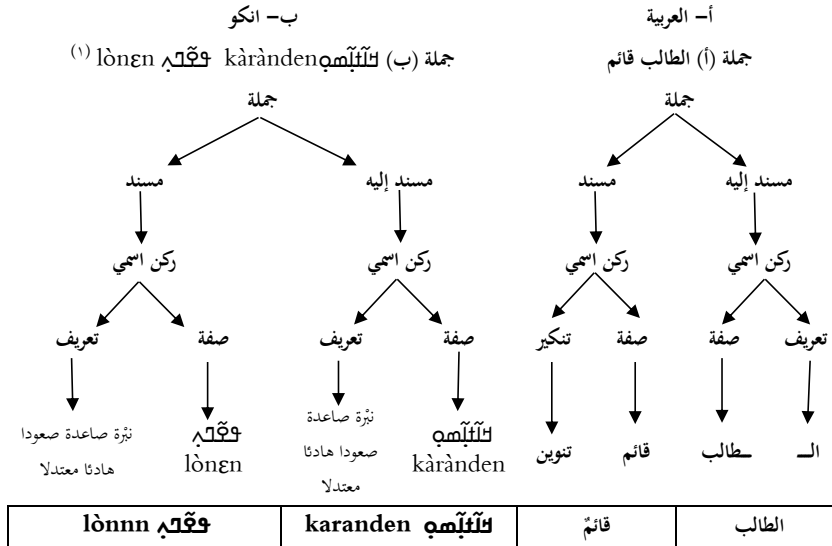 أ– العربية ب– انكو
جملة (أ) الطالب قائم جملة (ب) kàrànden lònɛn (١)
جملة جملة
مسند إليه مسند مسند إليه مسند
ركن اسمي ركن اسمي ركن اسمي ركن اسمي
تعريف صفة صفة تنكير صفة تعريف صفة تعريف
الـ ـطالب قائم تنوين
kàrànden
نبْرة صاعدة
صعودا هادئا
معتدلا
lònɛn
نبْرة صاعدة صعودا
هادئا معتدلا
الطالب قائمٌ karanden lònnn